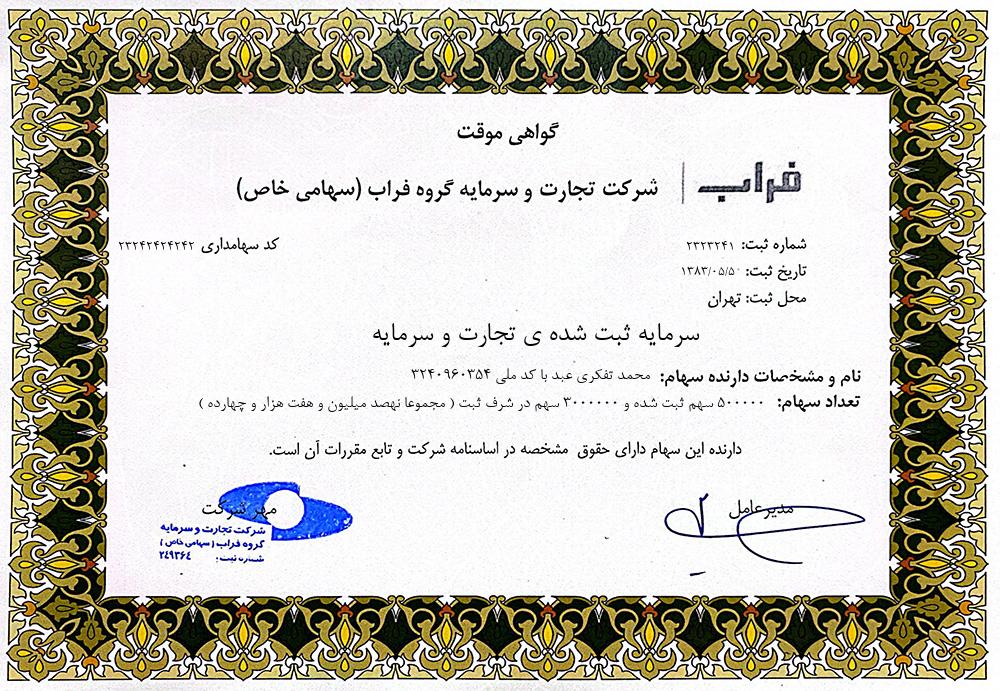 گواهی موقت
فراب
شرکت تجارت و سرمایه گروه فراب (سهامی خاص)
شماره ثبت: ۲۳۲۳۲۴۱
کد سهامداری ۲۳۲۴۲۴۲۴۲۴۲
تاریخ ثبت: ۱۳۸۳/۰۵/۵۰
محل ثبت: تهران
سرمایه ثبت شده ی تجارت و سرمایه
نام و مشخصات دارنده سهام: محمد تفکری عبد با کد ملی ۳۲۴۰۹۶۰۳۵۴
تعداد سهام: ۵۰۰۰۰۰ سهم ثبت شده و ۳۰۰۰۰۰۰ سهم در شرف ثبت ( مجموعا نهصد میلیون و هفت هزار و چهارده )
دارنده این سهام دارای حقوق مشخصه در اساسنامه شرکت و تابع مقررات آن است.
مدیرعامل
مهر شرکت
شرکت تجارت و سرمایه
گروه فراب (سهامی خاص)
شماره ثبت: ۲٤۹۳٦٤